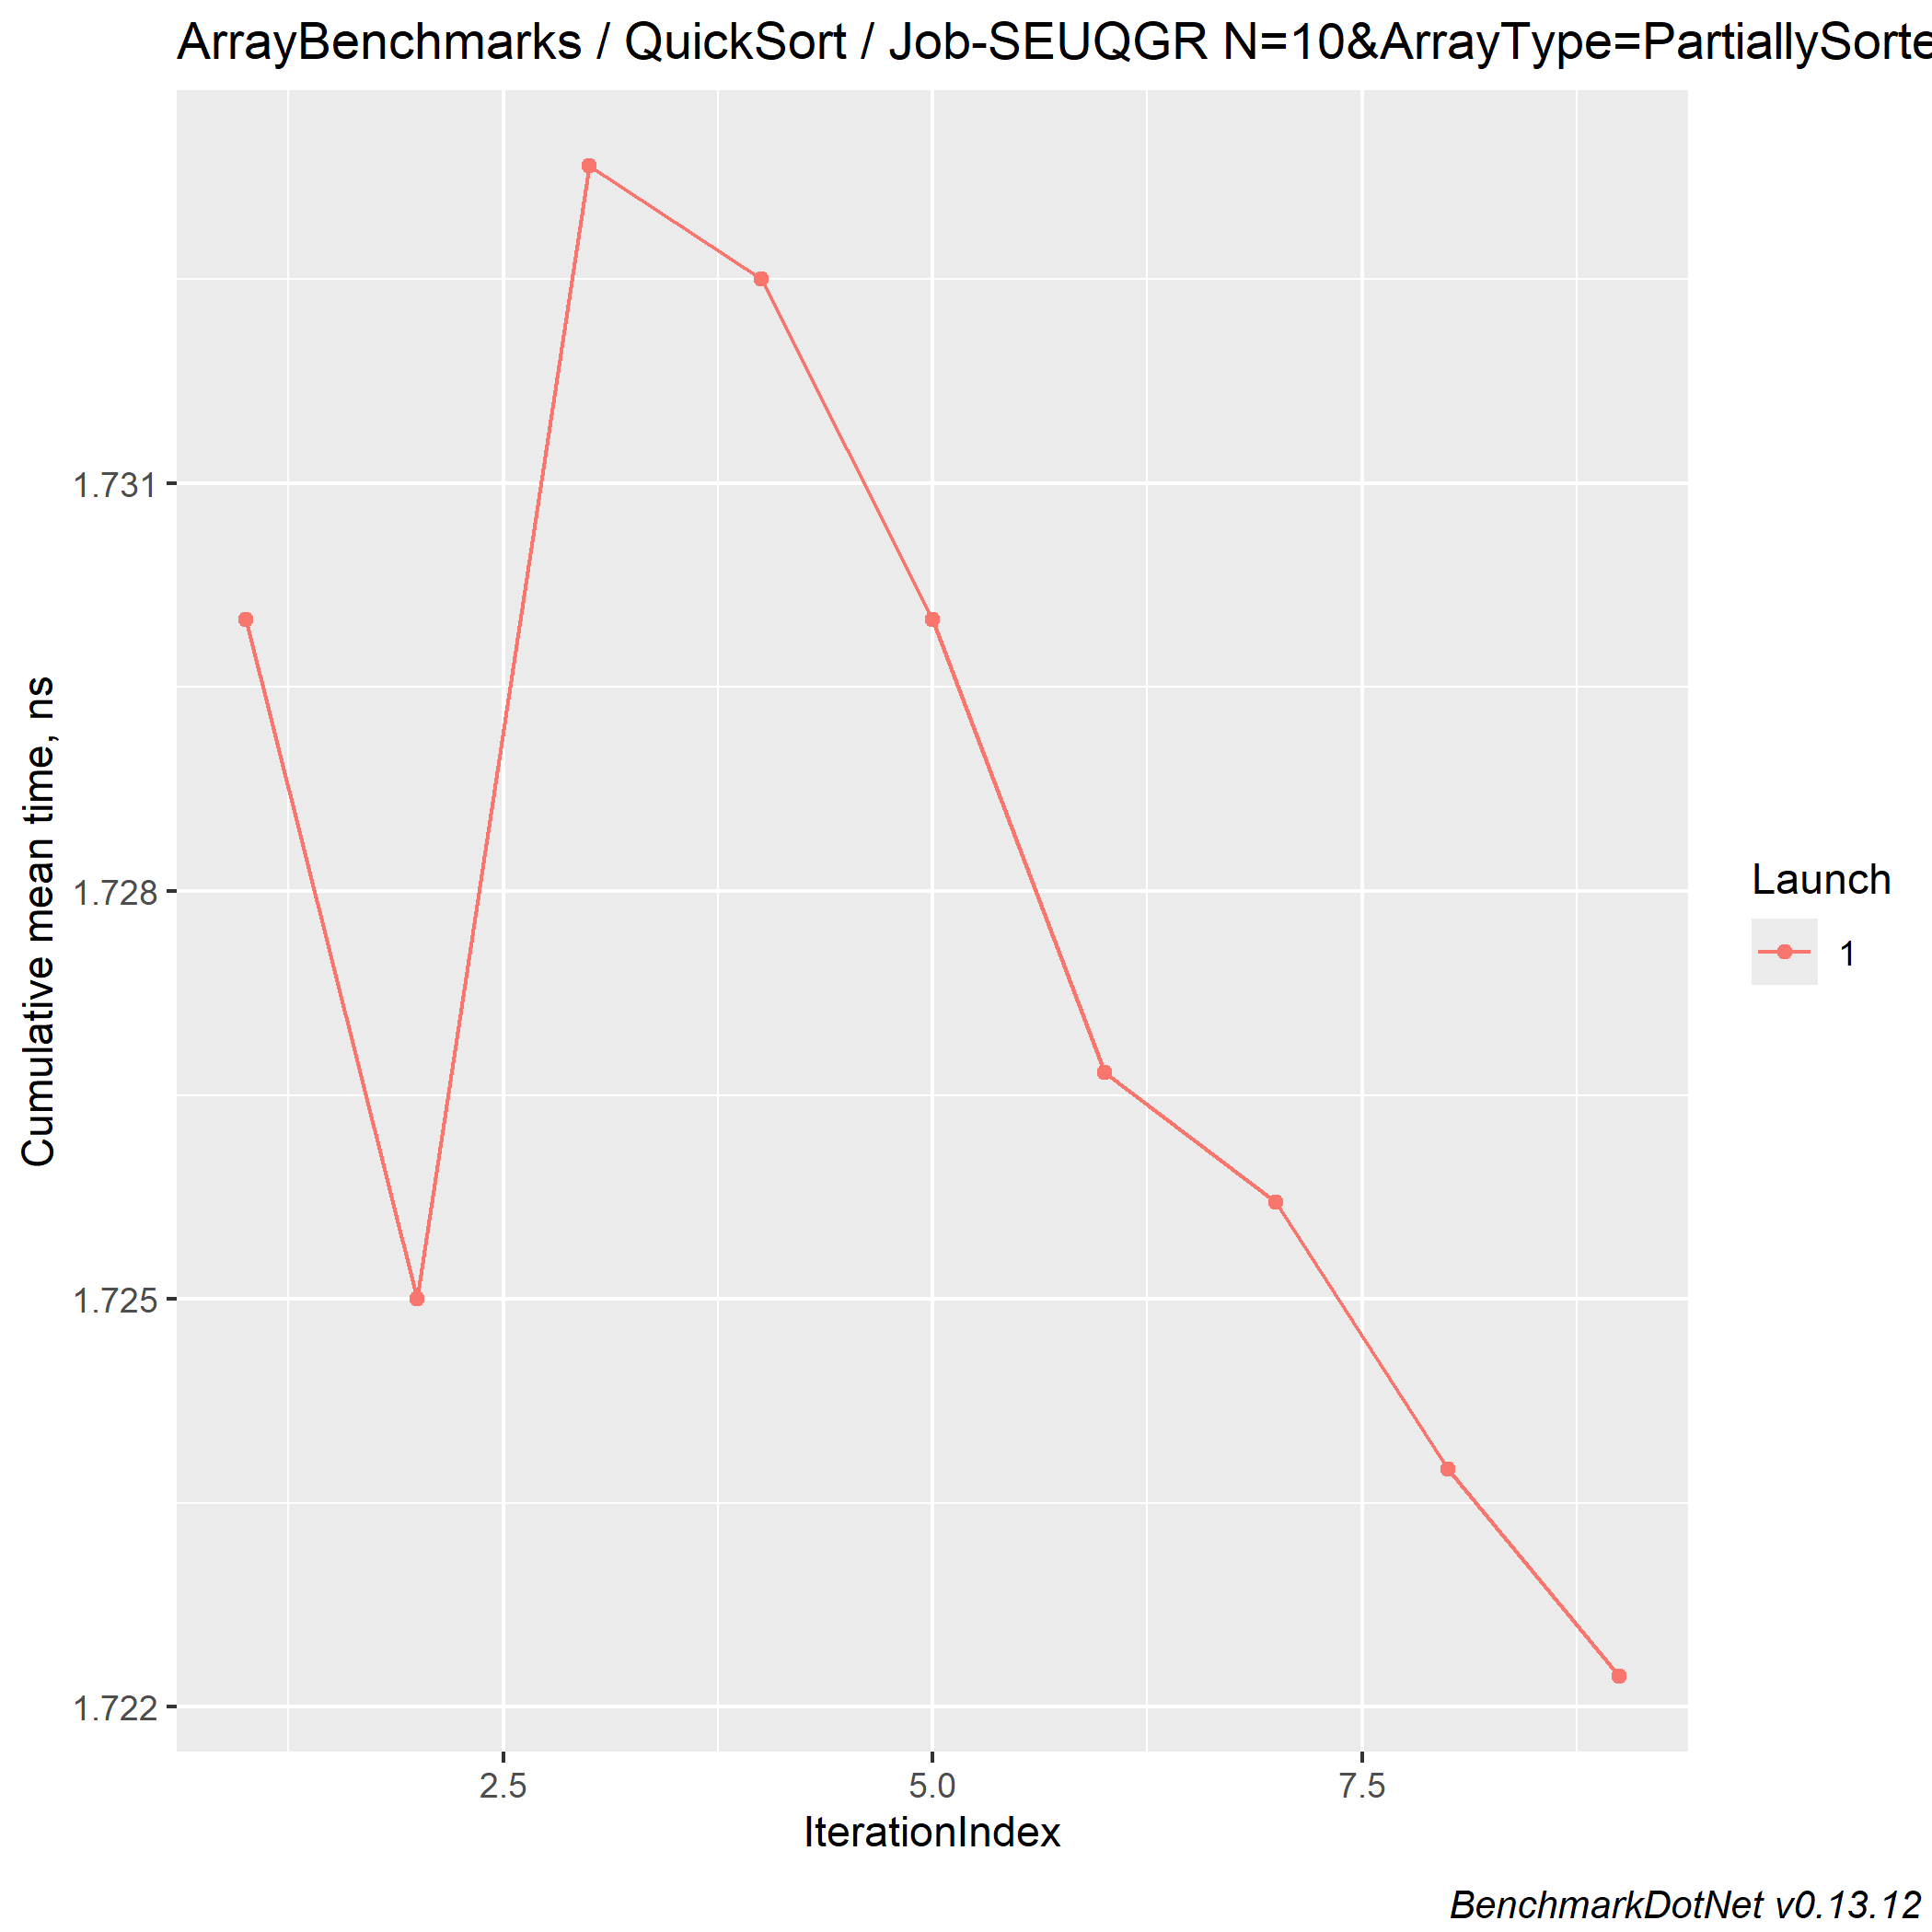 ArrayBenchmarks / QuickSort / Job-SEUQGR N=10&ArrayType=PartiallySorte
Cumulative mean time, ns
1.731
1.728
1.725
1.722
2.5
5.0
7.5
IterationIndex
Launch
1
BenchmarkDotNet v0.13.12